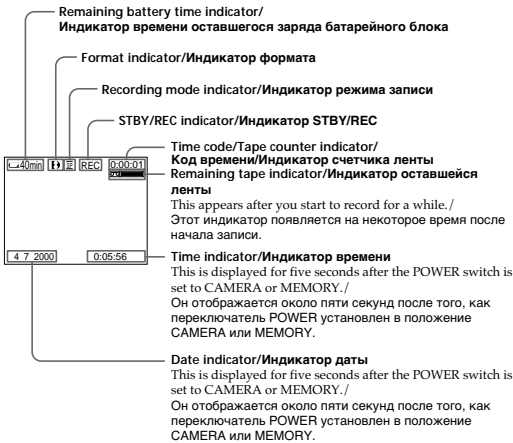 Remaining battery time indicator/
Индикатор времени оставшегося заряда батарейного блока
Format indicator/Индикатор формата
Recording mode indicator/Индикатор режима записи
STBY/REC indicator/Индикатор STBY/REC
Time code/Tape counter indicator/
Код времени/Индикатор счетчика ленты
Remaining tape indicator/Индикатор оставшейся
ленты
This appears after you start to record for a while./
Этот индикатор появляется на некоторое время после
начала записи.
40min REC 0:00:01
4 7 2000 0:05:56
Time indicator/Индикатор времени
This is displayed for five seconds after the POWER switch is
set to CAMERA or MEMORY./
Он отображается около пяти секунд после того, как
переключатель POWER установлен в положение
CAMERA или MEMORY.
Date indicator/Индикатор даты
This is displayed for five seconds after the POWER switch is
set to CAMERA or MEMORY./
Он отображается около пяти секунд после того, как
переключатель POWER установлен в положение
CAMERA или MEMORY.